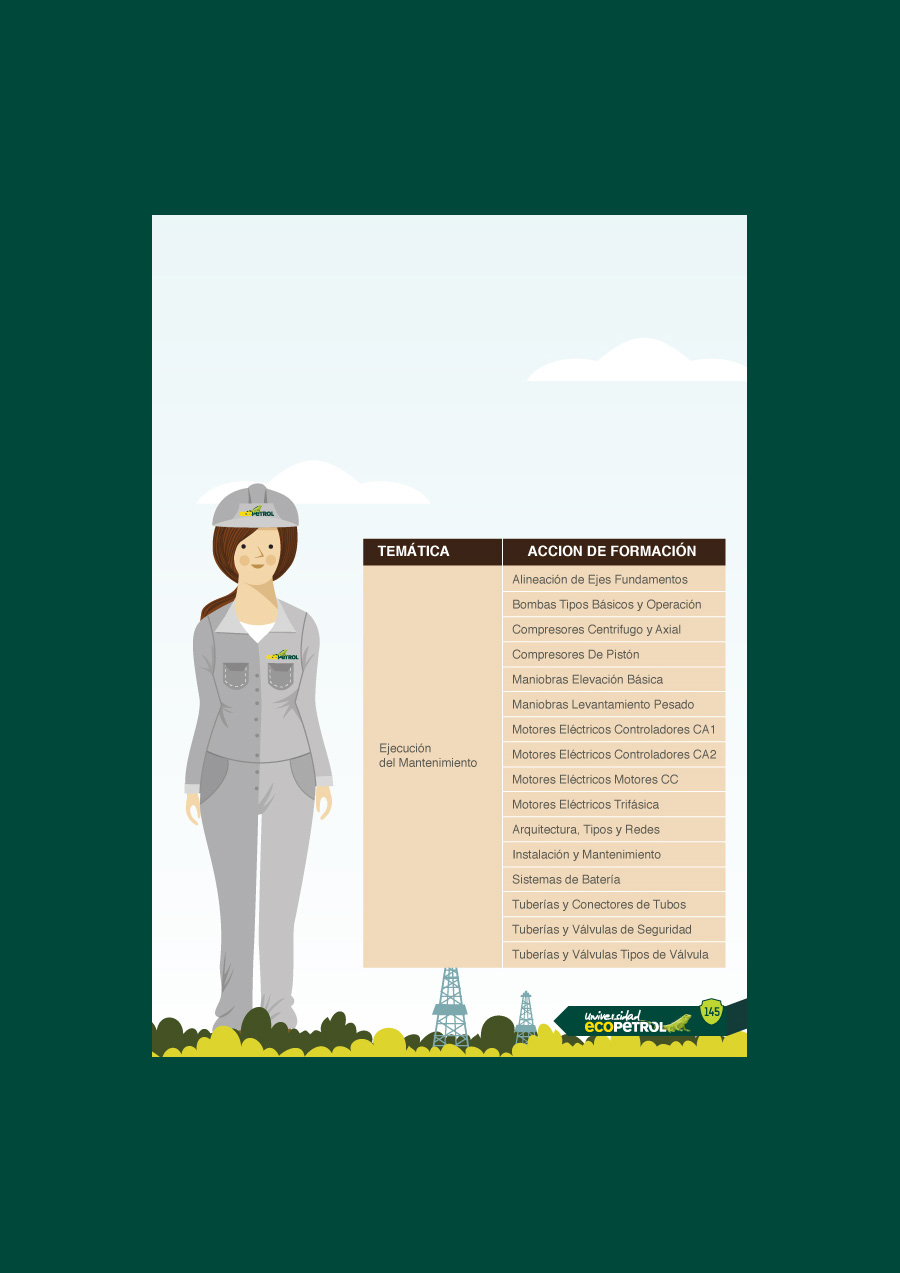 ECOPETROL
ECOPETROL
TEMÁTICA
ACCION DE FORMACIÓN
Ejecución
del Mantenimiento
Alineación de Ejes Fundamentos
Bombas Tipos Básicos y Operación
Compresores Centrifugo y Axial
Compresores De Pistón
Maniobras Elevación Básica
Maniobras Levantamiento Pesado
Motores Eléctricos Controladores CA1
Motores Eléctricos Controladores CA2
Motores Eléctricos Motores CC
Motores Eléctricos Trifásica
Arquitectura, Tipos y Redes
Instalación y Mantenimiento
Sistemas de Batería
Tuberías y Conectores de Tubos
Tuberías y Válvulas de Seguridad
Tuberías y Válvulas Tipos de Válvula
universidad
ecoPETROL
145